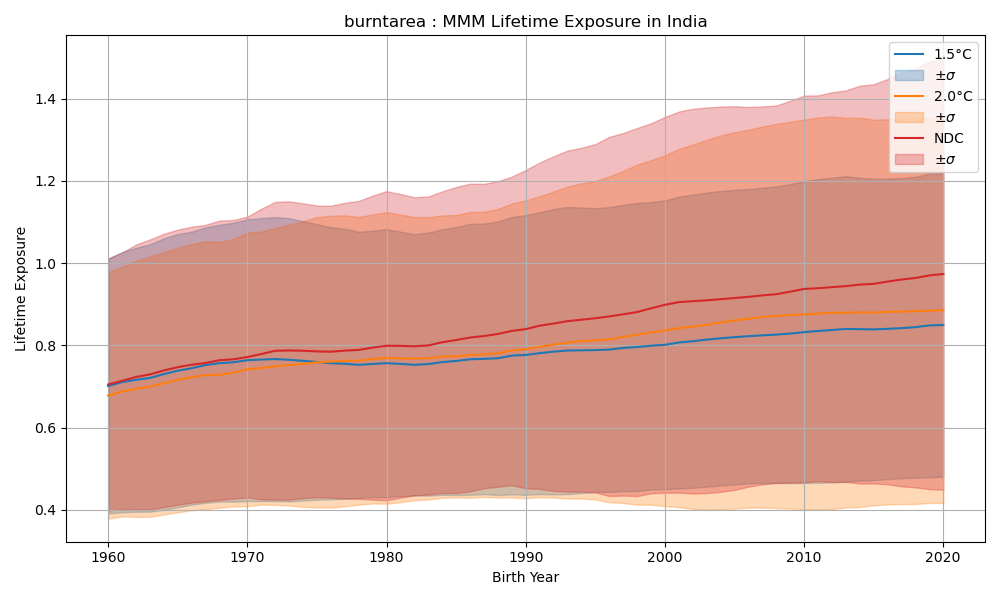 burntarea : MMM Lifetime Exposure in India
Lifetime Exposure
1.4
1.2
1.0
0.8
0.6
0.4
1.5°C
±σ
2.0°C
±σ
NDC
±σ
1960 1970 1980 1990 2000 2010 2020
Birth Year